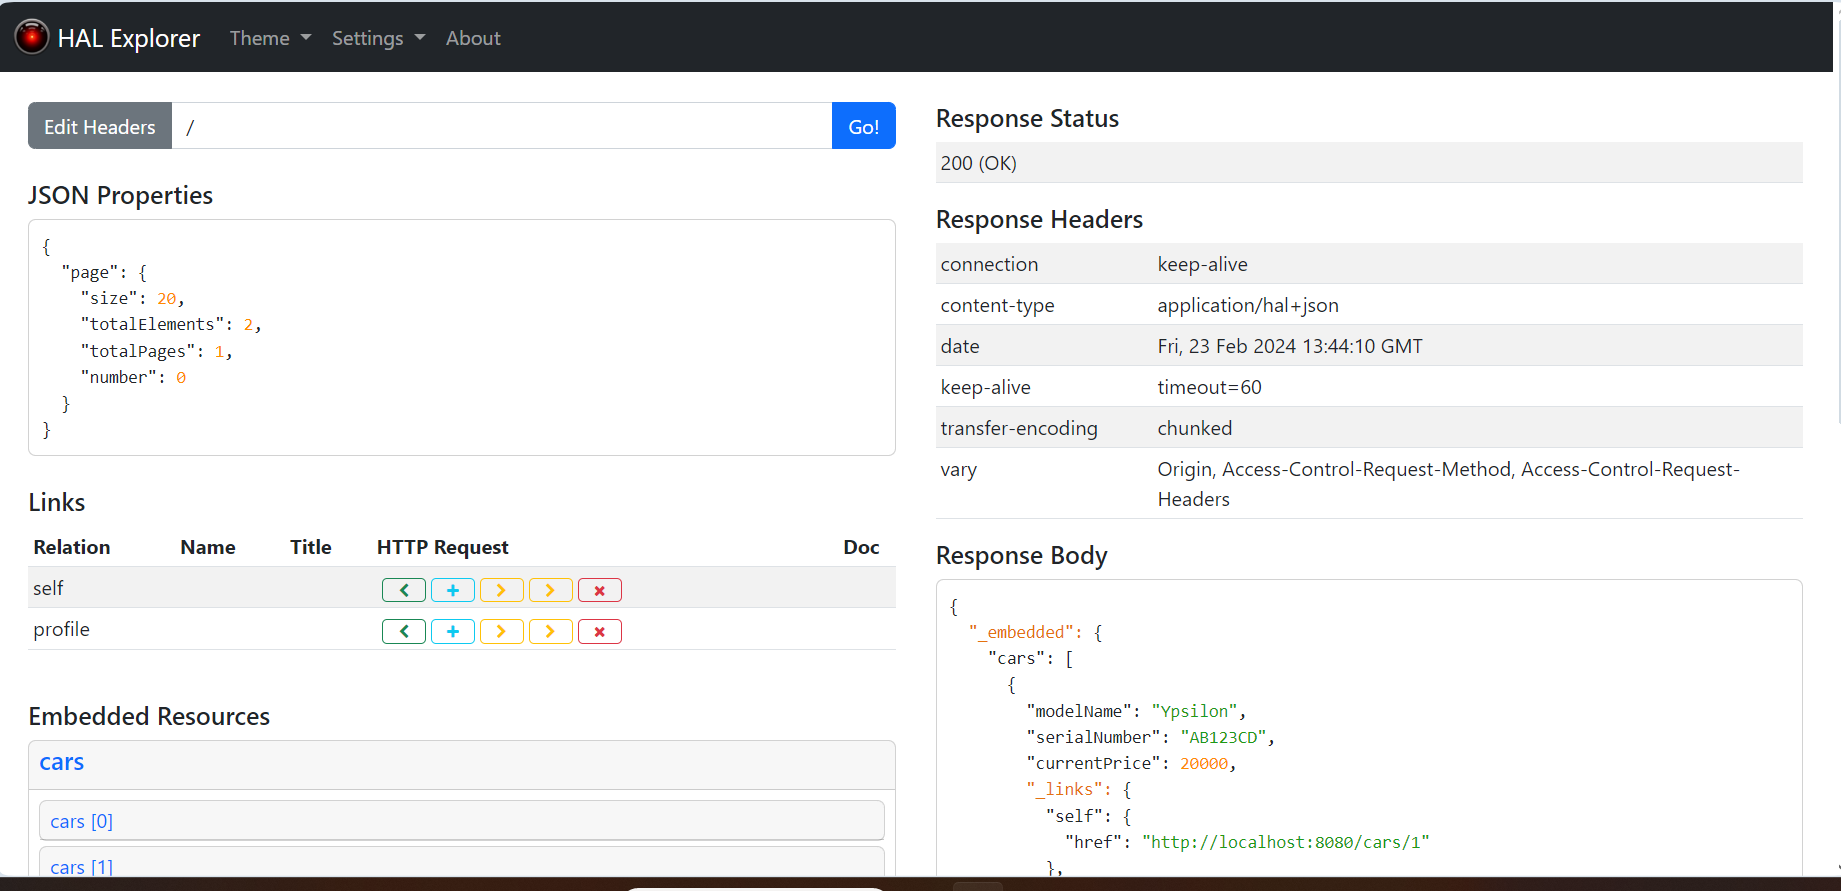 HAL Explorer Theme Settings About
Edit Headers / Go!
JSON Properties
{
  "page": {
    "size": 20,
    "totalElements": 2,
    "totalPages": 1,
    "number": 0
  }
}
Links
Relation Name Title HTTP Request Doc
self
profile
Embedded Resources
cars
cars [0]
cars [1]
Response Status
200 (OK)
Response Headers
connection keep-alive
content-type application/hal+json
date Fri, 23 Feb 2024 13:44:10 GMT
keep-alive timeout=60
transfer-encoding chunked
vary Origin, Access-Control-Request-Method, Access-Control-Request-
Headers
Response Body
{
  "_embedded": {
    "cars": [
      {
        "modelName": "Ypsilon",
        "serialNumber": "AB123CD",
        "currentPrice": 20000,
        "_links": {
          "self": {
            "href": "http://localhost:8080/cars/1"
          },